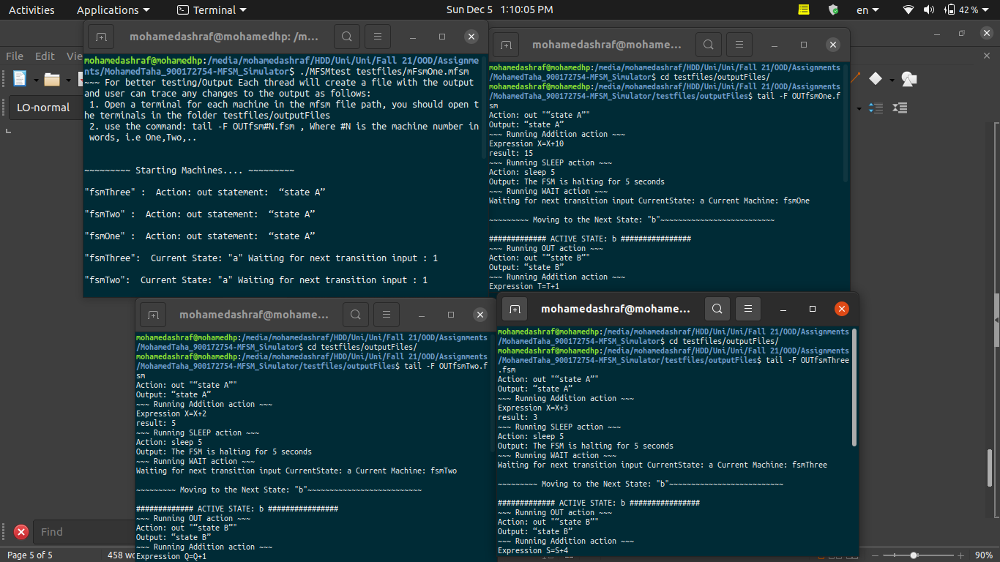 Activities Applications Terminal Sun Dec 5 1:10:05 PM en 42 %
File Edit Vie
LO-normal
mohamedashraf@mohamedhp: /m...
mohamedashraf@mohamedhp:/media/mohamedashraf/HDD/Uni/Uni/Fall 21/OOD/Assignme
nts/MohamedTaha_900172754-MFSM_Simulator$ ./MFSMtest testfiles/mFsmOne.mfsm
~~~ For better testing/Output Each thread will create a file with the output
and user can trace any changes to the output as follows:
1. Open a terminal for each machine in the mfsm file path, you should open t
he terminals in the folder testfiles/outputFiles
2. use the command: tail -F OUTfsm#N.fsm , Where #N is the machine number in
words, i.e One,Two,..
~~~~~~~~~ Starting Machines.... ~~~~~~~~~
"fsmThree" :  Action: out statement:  “state A”
"fsmTwo" :  Action: out statement:  “state A”
"fsmOne" :  Action: out statement:  “state A”
"fsmThree":  Current State: "a" Waiting for next transition input : 1
"fsmTwo":  Current State: "a" Waiting for next transition input : 1
mohamedashraf@mohame...
mohamedashraf@mohamedhp:/media/mohamedashraf/HDD/Uni/Uni/Fall 21/OOD/Assignments
/MohamedTaha_900172754-MFSM_Simulator$ cd testfiles/outputFiles/
mohamedashraf@mohamedhp:/media/mohamedashraf/HDD/Uni/Uni/Fall 21/OOD/Assignments
/MohamedTaha_900172754-MFSM_Simulator/testfiles/outputFiles$ tail -F OUTfsmOne.f
sm
Action: out "“state A”"
Output: “state A”
~~~ Running Addition action ~~~
Expression X=X+10
result: 15
~~~ Running SLEEP action ~~~
Action: sleep 5
Output: The FSM is halting for 5 seconds
~~~ Running WAIT action ~~~
Waiting for next transition input CurrentState: a Current Machine: fsmOne
~~~~~~~~~ Moving to the Next State: "b"~~~~~~~~~~~~~~~~~~~~~~~~~~
############# ACTIVE STATE: b ################
~~~ Running OUT action ~~~
Action: out "“state B”"
Output: “state B”
~~~ Running Addition action ~~~
Expression T=T+1
mohamedashraf@mohame...
mohamedashraf@mohamedhp:/media/mohamedashraf/HDD/Uni/Uni/Fall 21/OOD/Assignments
/MohamedTaha_900172754-MFSM_Simulator$ cd testfiles/outputFiles/
mohamedashraf@mohamedhp:/media/mohamedashraf/HDD/Uni/Uni/Fall 21/OOD/Assignments
/MohamedTaha_900172754-MFSM_Simulator/testfiles/outputFiles$ tail -F OUTfsmTwo.f
sm
Action: out "“state A”"
Output: “state A”
~~~ Running Addition action ~~~
Expression X=X+2
result: 5
~~~ Running SLEEP action ~~~
Action: sleep 5
Output: The FSM is halting for 5 seconds
~~~ Running WAIT action ~~~
Waiting for next transition input CurrentState: a Current Machine: fsmTwo
~~~~~~~~~ Moving to the Next State: "b"~~~~~~~~~~~~~~~~~~~~~~~~~~
############# ACTIVE STATE: b ################
~~~ Running OUT action ~~~
Action: out "“state B”"
Output: “state B”
~~~ Running Addition action ~~~
Expression Q=Q+1
mohamedashraf@mohame...
mohamedashraf@mohamedhp:/media/mohamedashraf/HDD/Uni/Uni/Fall 21/OOD/Assignments
/MohamedTaha_900172754-MFSM_Simulator$ cd testfiles/outputFiles/
mohamedashraf@mohamedhp:/media/mohamedashraf/HDD/Uni/Uni/Fall 21/OOD/Assignments
/MohamedTaha_900172754-MFSM_Simulator/testfiles/outputFiles$ tail -F OUTfsmThree
.fsm
Action: out "“state A”"
Output: “state A”
~~~ Running Addition action ~~~
Expression X=X+3
result: 3
~~~ Running SLEEP action ~~~
Action: sleep 5
Output: The FSM is halting for 5 seconds
~~~ Running WAIT action ~~~
Waiting for next transition input CurrentState: a Current Machine: fsmThree
~~~~~~~~~ Moving to the Next State: "b"~~~~~~~~~~~~~~~~~~~~~~~~~~
############# ACTIVE STATE: b ################
~~~ Running OUT action ~~~
Action: out "“state B”"
Output: “state B”
~~~ Running Addition action ~~~
Expression S=S+4
Find
Page 5 of 5 458 wo 90%